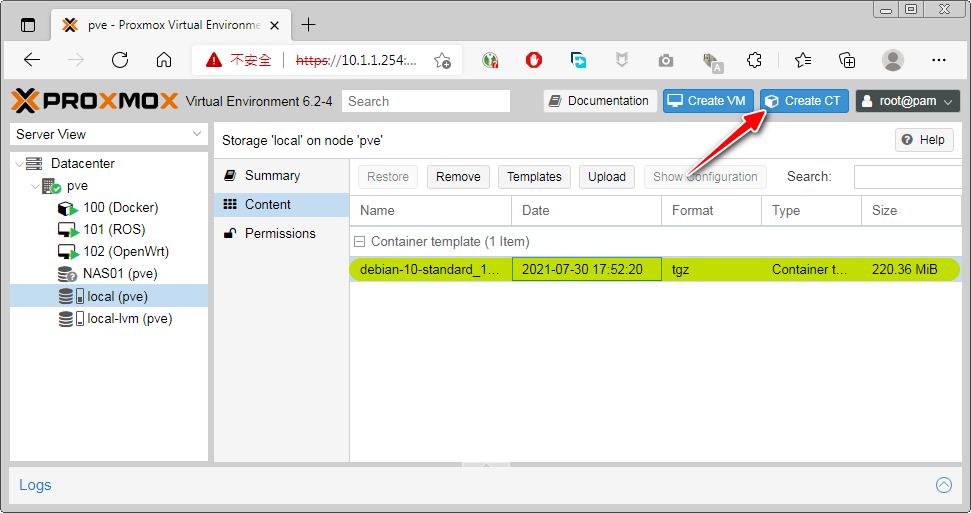 pve - Proxmox Virtual Environme
不安全 https://10.1.1.254:...
PROXMOX Virtual Environment 6.2-4 Search Documentation Create VM Create CT root@pam
Server View
Storage 'local' on node 'pve' Help
Datacenter
pve
100 (Docker)
101 (ROS)
102 (OpenWrt)
NAS01 (pve)
local (pve)
local-lvm (pve)
Summary
Content
Permissions
Restore Remove Templates Upload Show Configuration Search:
Name Date Format Type Size
Container template (1 Item)
debian-10-standard_1... 2021-07-30 17:52:20 tgz Container t... 220.36 MiB
Logs